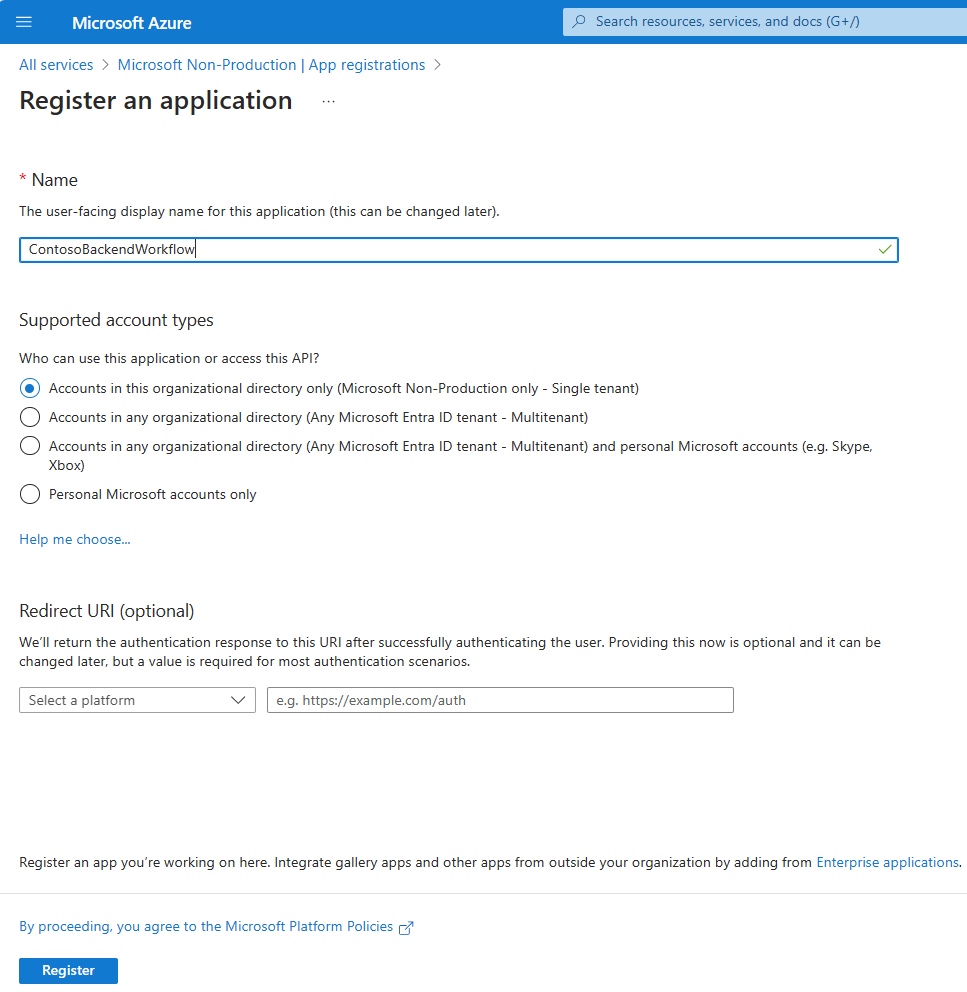 Microsoft Azure
Search resources, services, and docs (G+/)
All services > Microsoft Non-Production | App registrations >
Register an application ...
* Name
The user-facing display name for this application (this can be changed later).
ContosoBackendWorkflow
Supported account types
Who can use this application or access this API?
Accounts in this organizational directory only (Microsoft Non-Production only - Single tenant)
Accounts in any organizational directory (Any Microsoft Entra ID tenant - Multitenant)
Accounts in any organizational directory (Any Microsoft Entra ID tenant - Multitenant) and personal Microsoft accounts (e.g. Skype,
Xbox)
Personal Microsoft accounts only
Help me choose...
Redirect URI (optional)
We'll return the authentication response to this URI after successfully authenticating the user. Providing this now is optional and it can be
changed later, but a value is required for most authentication scenarios.
Select a platform
e.g. https://example.com/auth
Register an app you're working on here. Integrate gallery apps and other apps from outside your organization by adding from Enterprise applications.
By proceeding, you agree to the Microsoft Platform Policies
Register